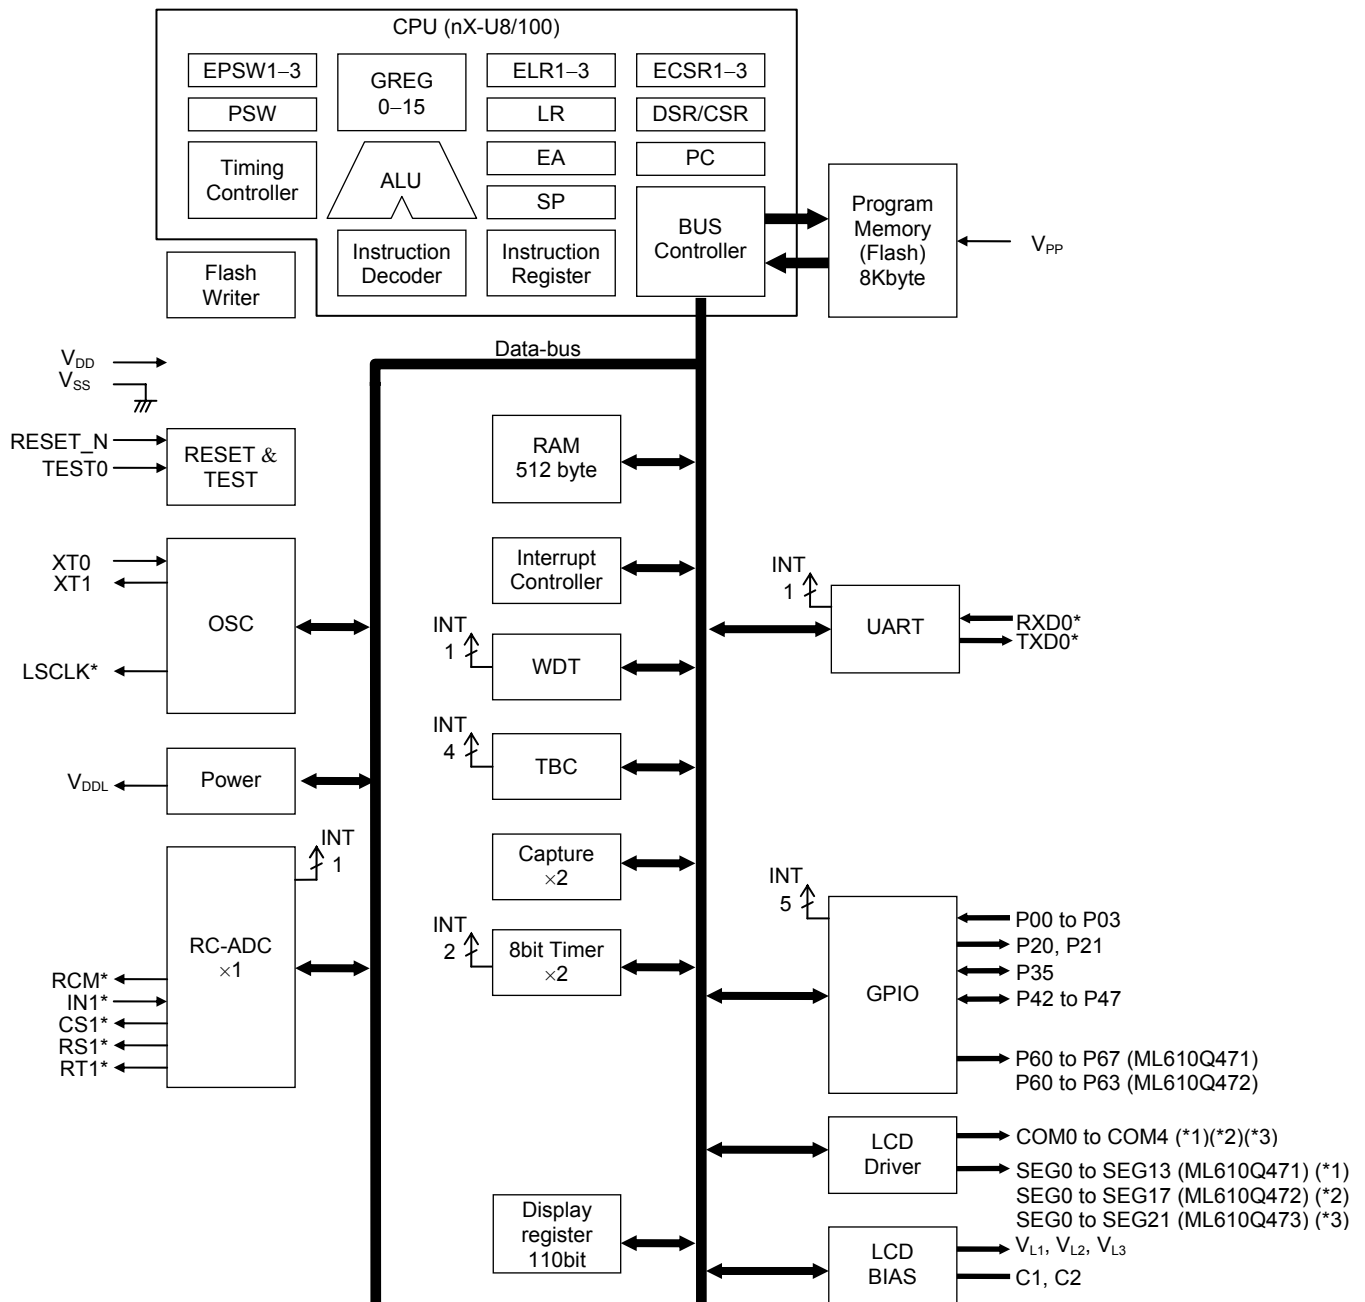 CPU (nX-U8/100)
EPSW1–3
GREG
0–15
ELR1–3
ECSR1–3
PSW
LR
DSR/CSR
Timing
Controller
ALU
EA
PC
SP
BUS
Controller
Program
Memory
(Flash)
8Kbyte
VPP
Instruction
Decoder
Instruction
Register
Flash
Writer
Data-bus
VDD
VSS
RESET_N
TEST0
RESET &
TEST
RAM
512 byte
XT0
XT1
OSC
LSCLK*
Interrupt
Controller
INT
1
WDT
INT
1
UART
RXD0*
TXD0*
INT
4
TBC
VDDL
Power
INT
1
RC-ADC
×1
RCM*
IN1*
CS1*
RS1*
RT1*
Capture
×2
INT
2
8bit Timer
×2
INT
5
GPIO
P00 to P03
P20, P21
P35
P42 to P47
P60 to P67 (ML610Q471)
P60 to P63 (ML610Q472)
LCD
Driver
COM0 to COM4 (*1)(*2)(*3)
SEG0 to SEG13 (ML610Q471) (*1)
SEG0 to SEG17 (ML610Q472) (*2)
SEG0 to SEG21 (ML610Q473) (*3)
Display
register
110bit
LCD
BIAS
VL1, VL2, VL3
C1, C2